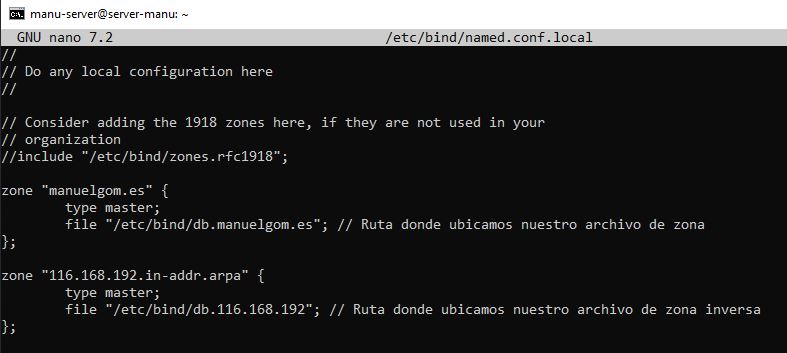 manu-server@server-manu: ~
GNU nano 7.2 /etc/bind/named.conf.local
//
// Do any local configuration here
//
// Consider adding the 1918 zones here, if they are not used in your
// organization
//include "/etc/bind/zones.rfc1918";
zone "manuelgom.es" {
type master;
file "/etc/bind/db.manuelgom.es"; // Ruta donde ubicamos nuestro archivo de zona
};
zone "116.168.192.in-addr.arpa" {
type master;
file "/etc/bind/db.116.168.192"; // Ruta donde ubicamos nuestro archivo de zona inversa
};